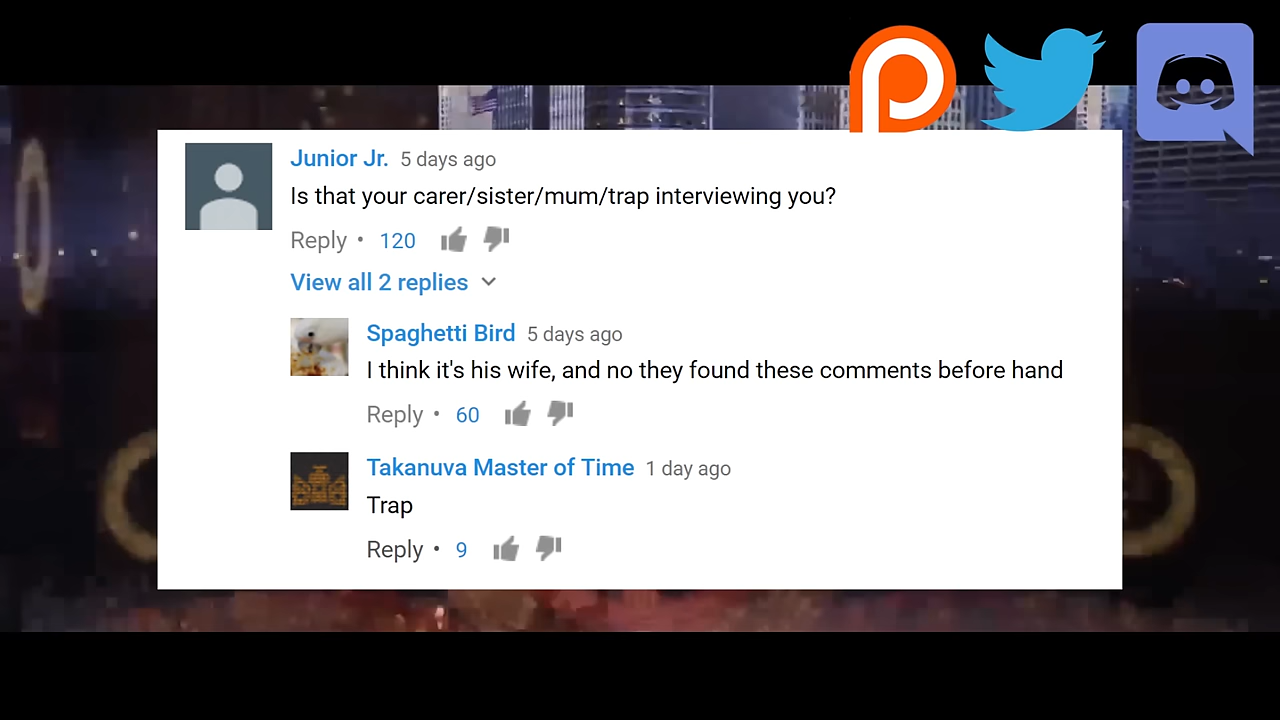 Junior Jr. 5 days ago
Is that your carer/sister/mum/trap interviewing you?
Reply • 120
View all 2 replies
Spaghetti Bird 5 days ago
I think it's his wife, and no they found these comments before hand
Reply • 60
Takanuva Master of Time 1 day ago
Trap
Reply • 9